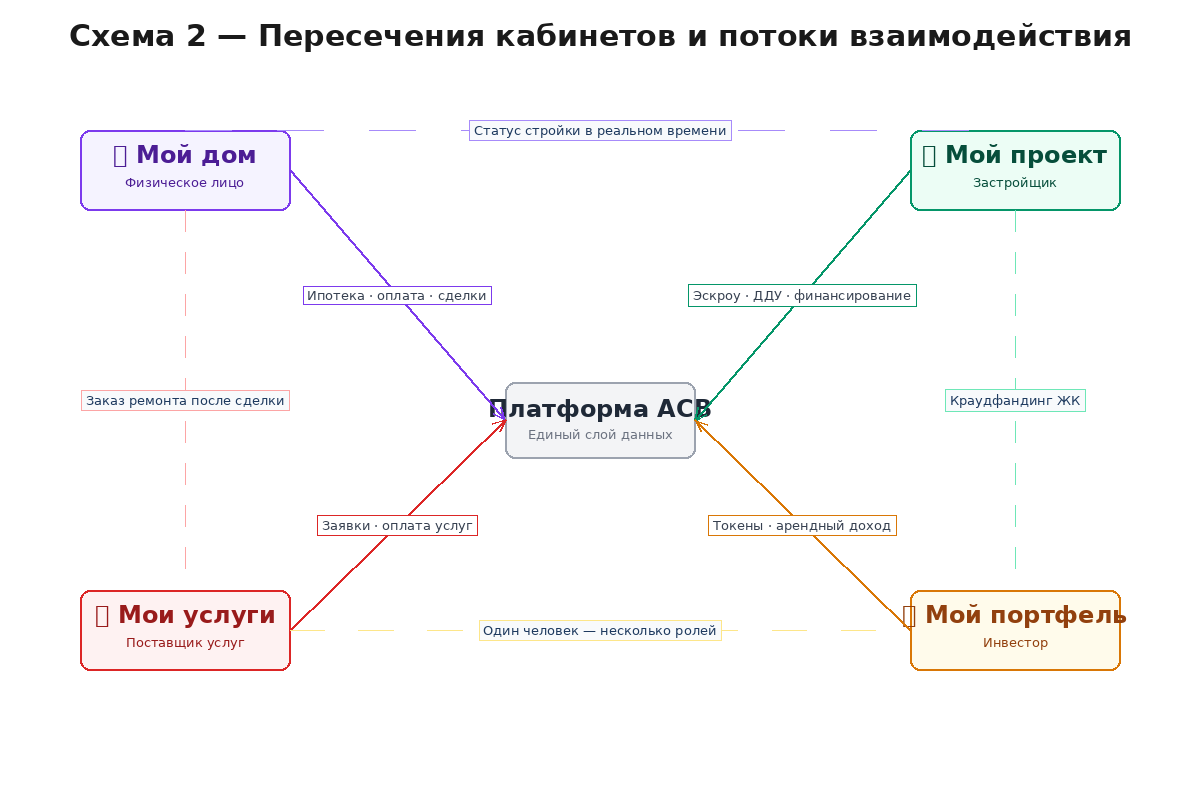 Схема 2 — Пересечения кабинетов и потоки взаимодействия
Статус стройки в реальном времени
Мой дом
Физическое лицо
Мой проект
Застройщик
Ипотека · оплата · сделки
Эскроу · ДДУ · финансирование
Заказ ремонта после сделки
Платформа АСВ
Единый слой данных
Краудфандинг ЖК
Заявки · оплата услуг
Токены · арендный доход
Мои услуги
Поставщик услуг
Один человек — несколько ролей
Мой портфель
Инвестор